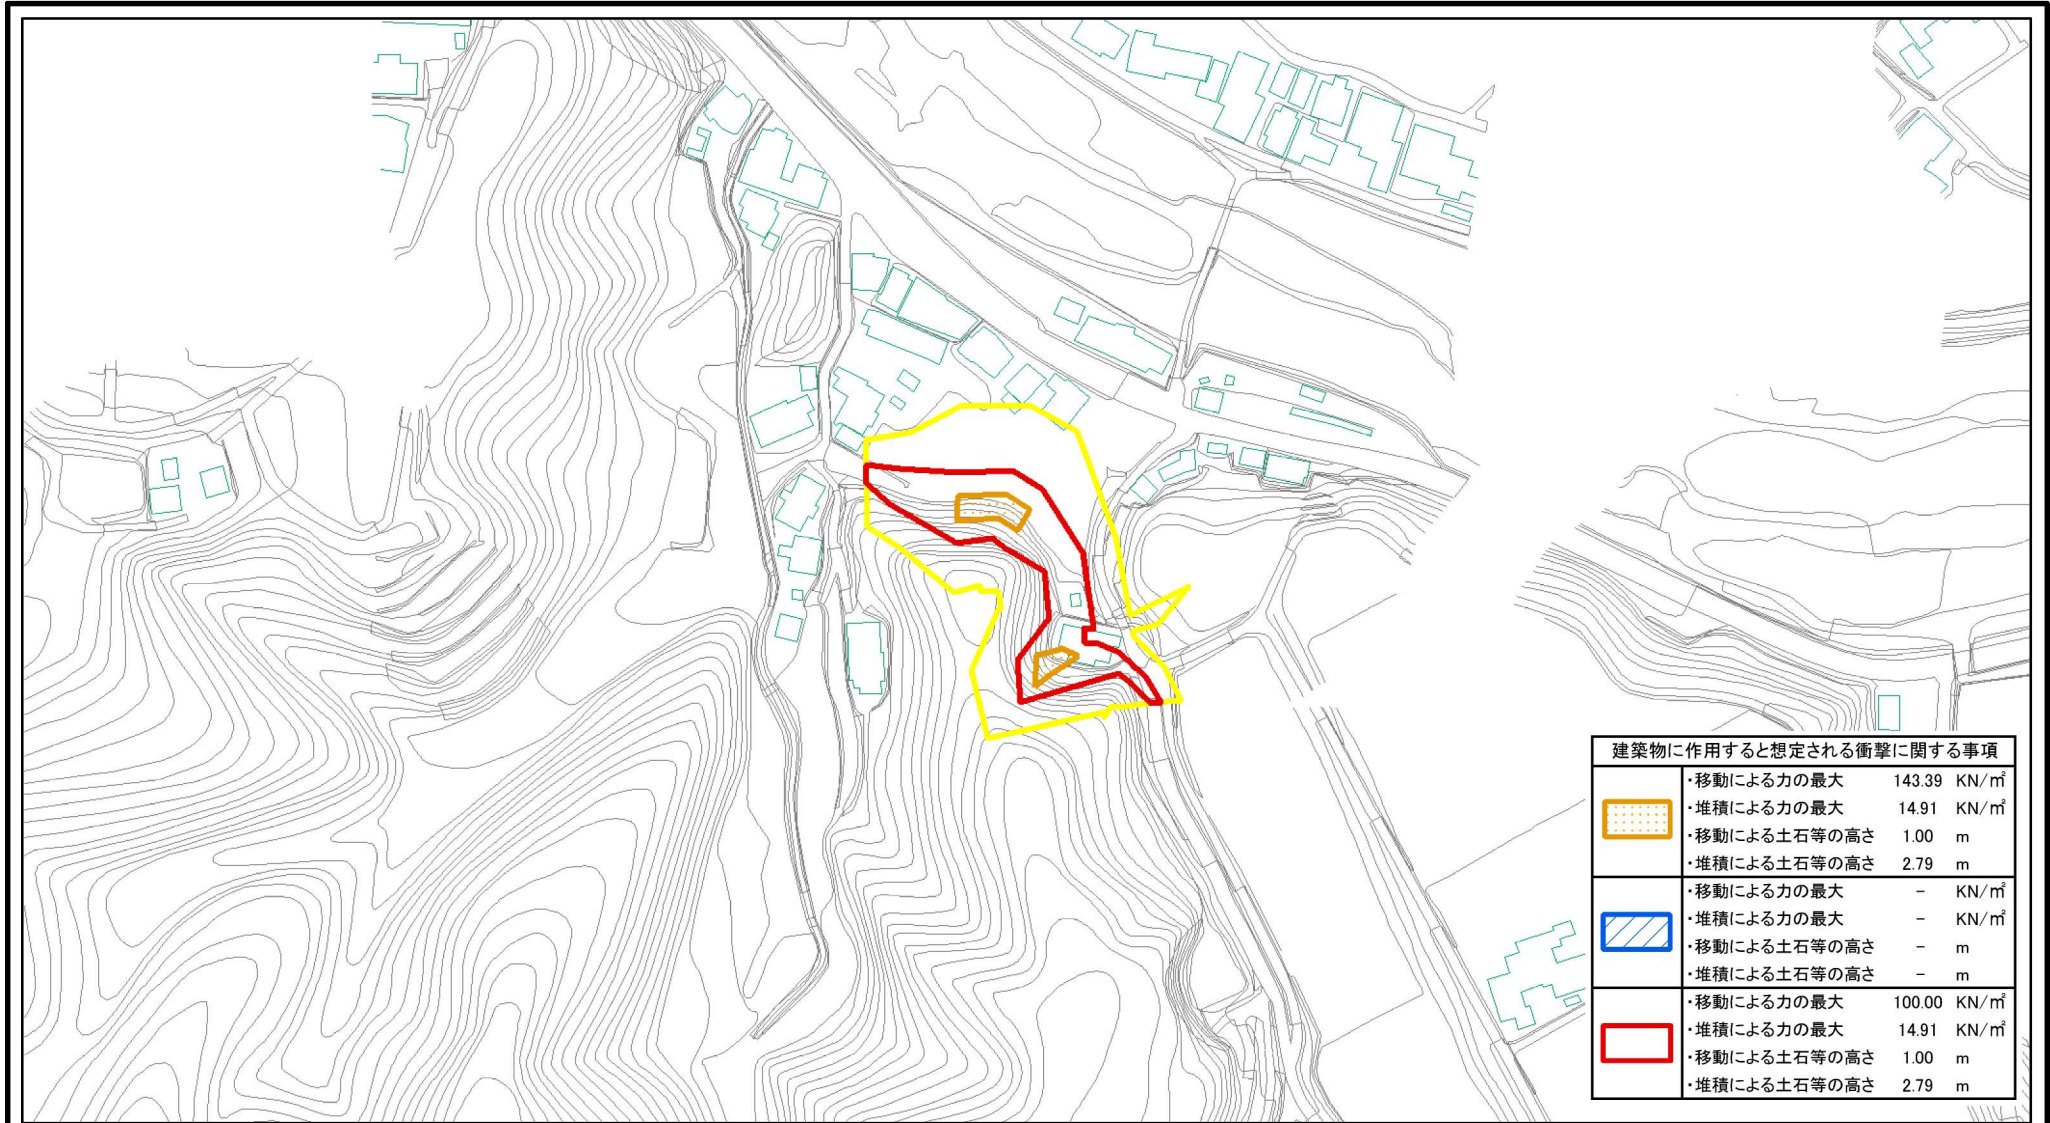 建築物に作用すると想定される衝撃に関する事項
・移動による力の最大 143.39 KN/㎡
・堆積による力の最大 14.91 KN/㎡
・移動による土石等の高さ 1.00 m
・堆積による土石等の高さ 2.79 m
・移動による力の最大 - KN/㎡
・堆積による力の最大 - KN/㎡
・移動による土石等の高さ - m
・堆積による土石等の高さ - m
・移動による力の最大 100.00 KN/㎡
・堆積による力の最大 14.91 KN/㎡
・移動による土石等の高さ 1.00 m
・堆積による土石等の高さ 2.79 m